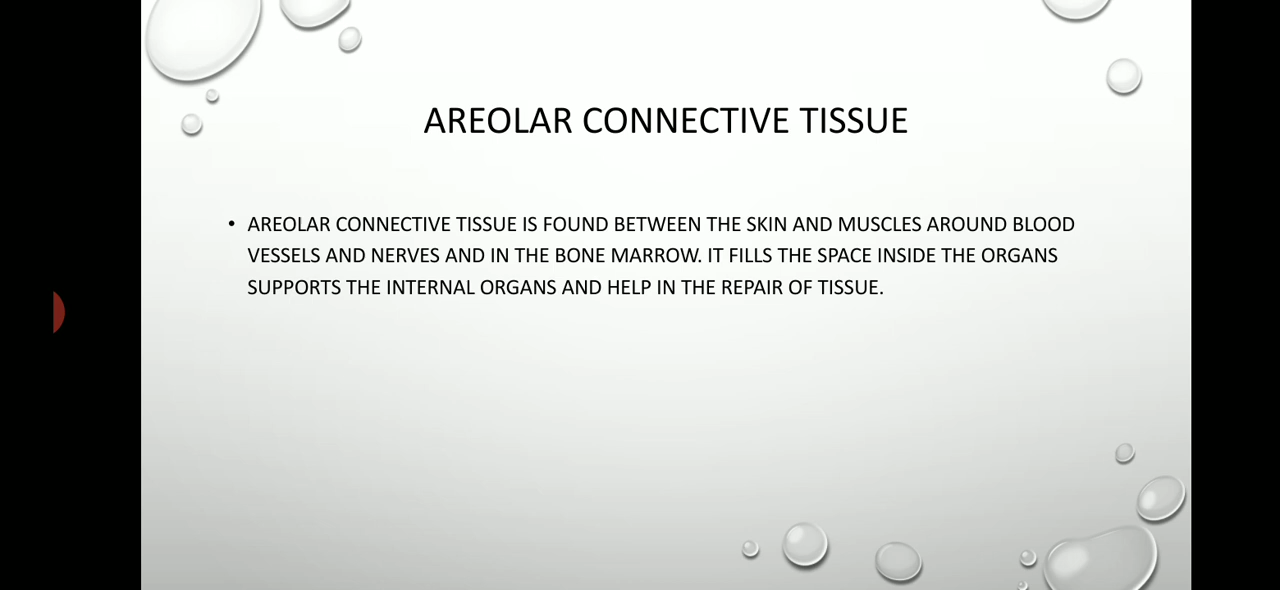 AREOLAR CONNECTIVE TISSUE
• AREOLAR CONNECTIVE TISSUE IS FOUND BETWEEN THE SKIN AND MUSCLES AROUND BLOOD
VESSELS AND NERVES AND IN THE BONE MARROW. IT FILLS THE SPACE INSIDE THE ORGANS
SUPPORTS THE INTERNAL ORGANS AND HELP IN THE REPAIR OF TISSUE.